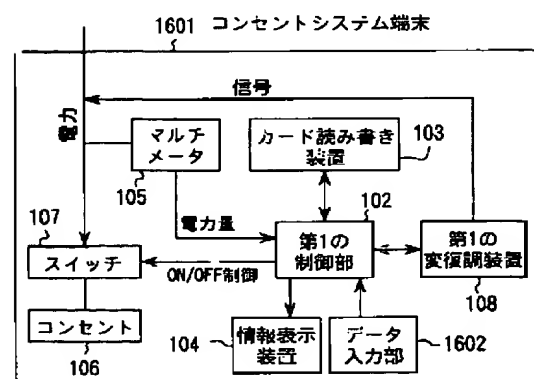 1601 コンセントシステム端末
信号
電力
マルチ
メータ
105
カード読み書き
装置
103
102
電力量
107
スイッチ
ON/OFF制御
第1の
制御部
第1の
変復調装置
108
コンセント
106
104
情報表示
装置
データ
入力部
1602